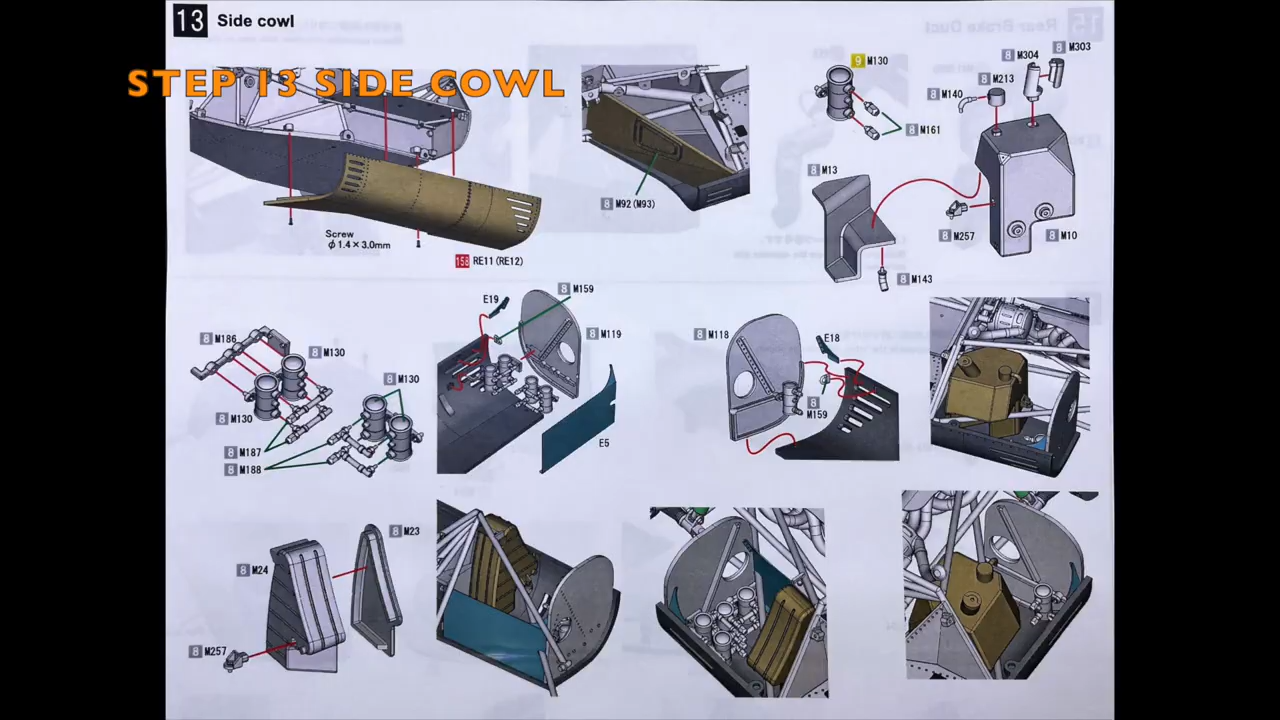 13 Side cowl
STEP 13 SIDE COWL
Screw
φ1.4×3.0mm
158 RE11 (RE12)
8 M92 (M93)
9 M130
8 M161
8 M304
8 M303
8 M213
8 M140
8 M13
8 M257
8 M10
8 M143
8 M186
8 M130
8 M130
8 M130
8 M187
8 M188
E19
8 M159
8 M119
E5
8 M118
E18
8
M159
8 M24
8 M23
8 M257